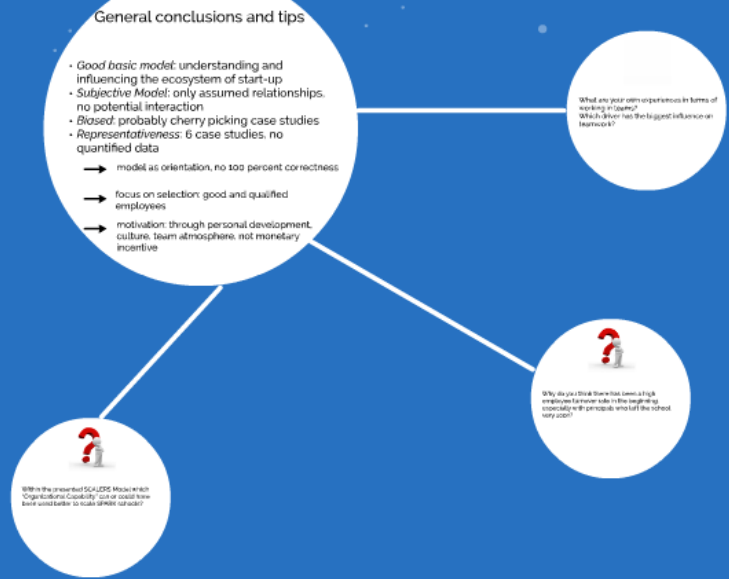 General conclusions and tips
· Good basic model: understanding and
influencing the ecosystem of start-up
· Subjective Model: only assumed relationships,
no potential interaction
· Biased: probably cherry picking case studies
· Representativeness: 6 case studies, no
quantified data
→ model as orientation, no 100 percent correctness
→ focus on selection: good and qualified
employees
→ motivation: through personal development,
culture, team atmosphere, not monetary
incentive
What are your own experiences in terms of
working in teams?
Which driver has the biggest influence on
teamwork?
Why do you think there has been a high
employee turnover rate in the beginning
especially with principals who left the school
very soon?
Within the presented SCALERS Model which
"Organizational Capability" can or could have
been used better to scale SPARK schools?